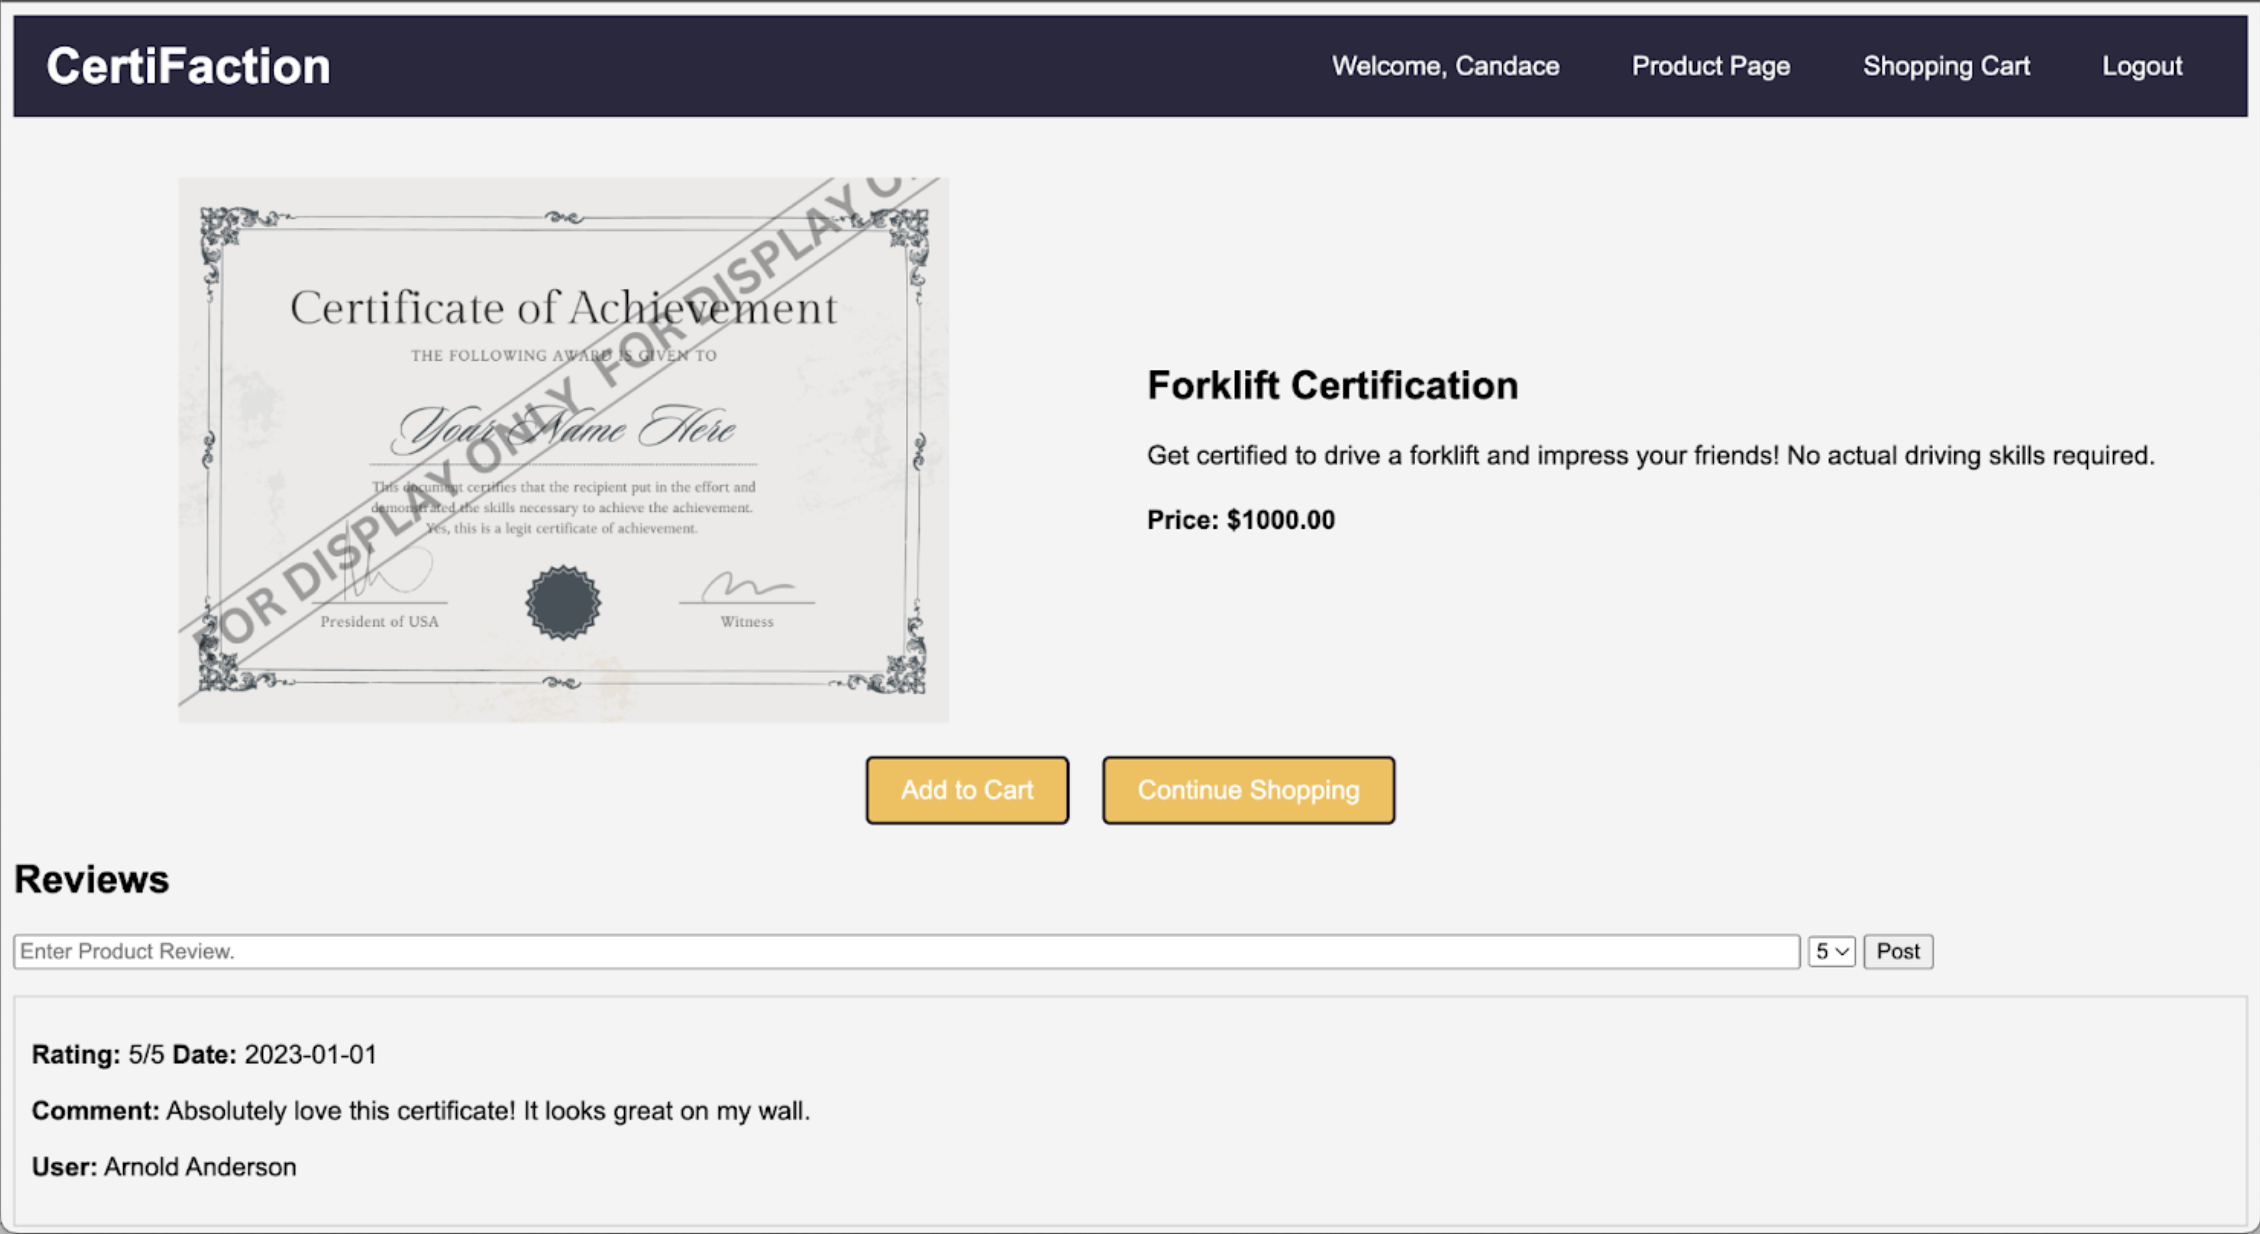 CertiFaction
Welcome, Candace
Product Page
Shopping Cart
Logout
Certificate of Achievement
THE FOLLOWING AWARD IS GIVEN TO
Your Name Here
This document certifies that the recipient put in the effort and
demonstrated the skills necessary to achieve the achievement.
Yes, this is a legit certificate of achievement.
President of USA
Witness
FOR DISPLAY ONLY FOR DISPLAY
Forklift Certification
Get certified to drive a forklift and impress your friends! No actual driving skills required.
Price: $1000.00
Add to Cart
Continue Shopping
Reviews
Enter Product Review.
5
Post
Rating: 5/5 Date: 2023-01-01
Comment: Absolutely love this certificate! It looks great on my wall.
User: Arnold Anderson